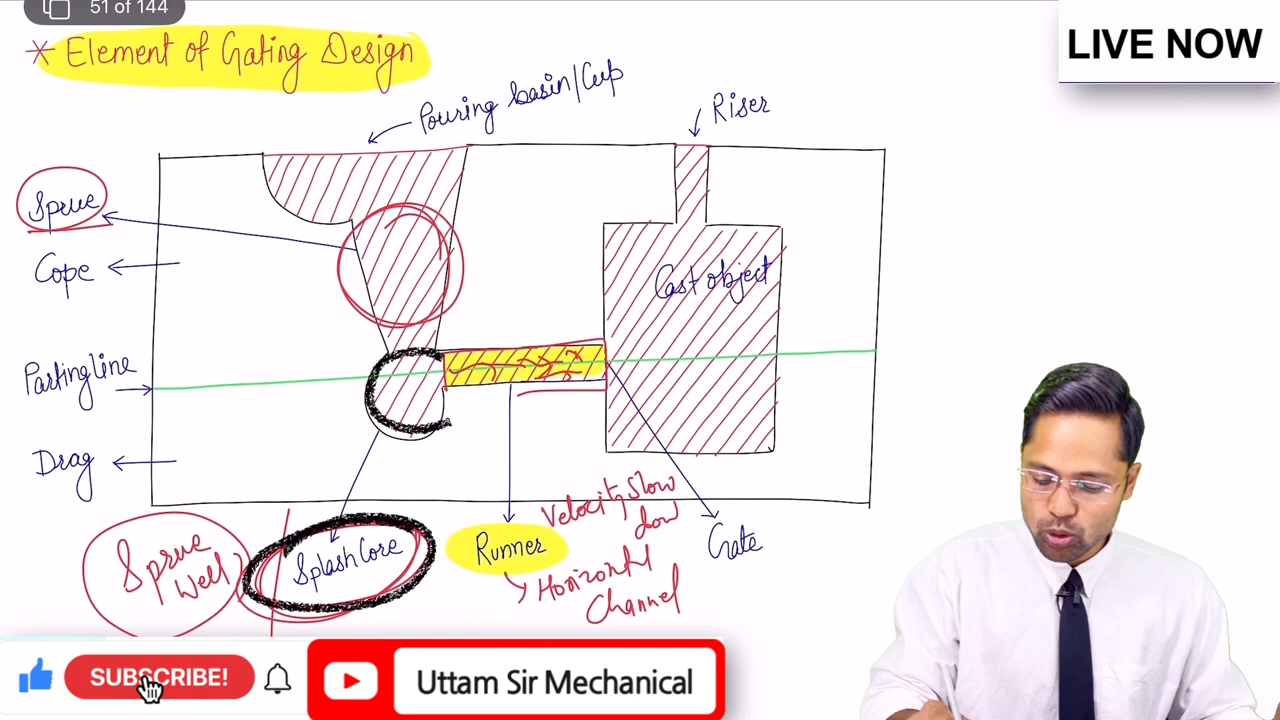 51 of 144
LIVE NOW
* Element of Gating Design
Pouring basin/Cup
Riser
Sprue
Cope
Cast object
Parting line
Drag
Velocity Slow
down
Sprue
Well
Splash Core
Runner
Gate
Horizontal
Channel
SUBSCRIBE!
Uttam Sir Mechanical